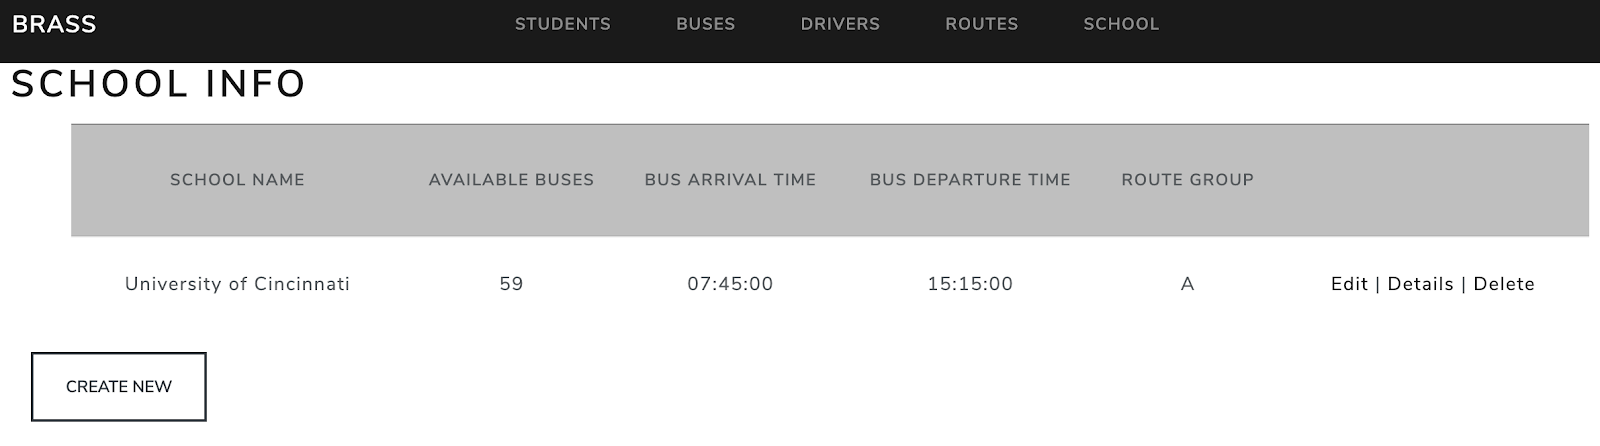 BRASS STUDENTS BUSES DRIVERS ROUTES SCHOOL
SCHOOL INFO
SCHOOL NAME AVAILABLE BUSES BUS ARRIVAL TIME BUS DEPARTURE TIME ROUTE GROUP
University of Cincinnati 59 07:45:00 15:15:00 A Edit | Details | Delete
CREATE NEW